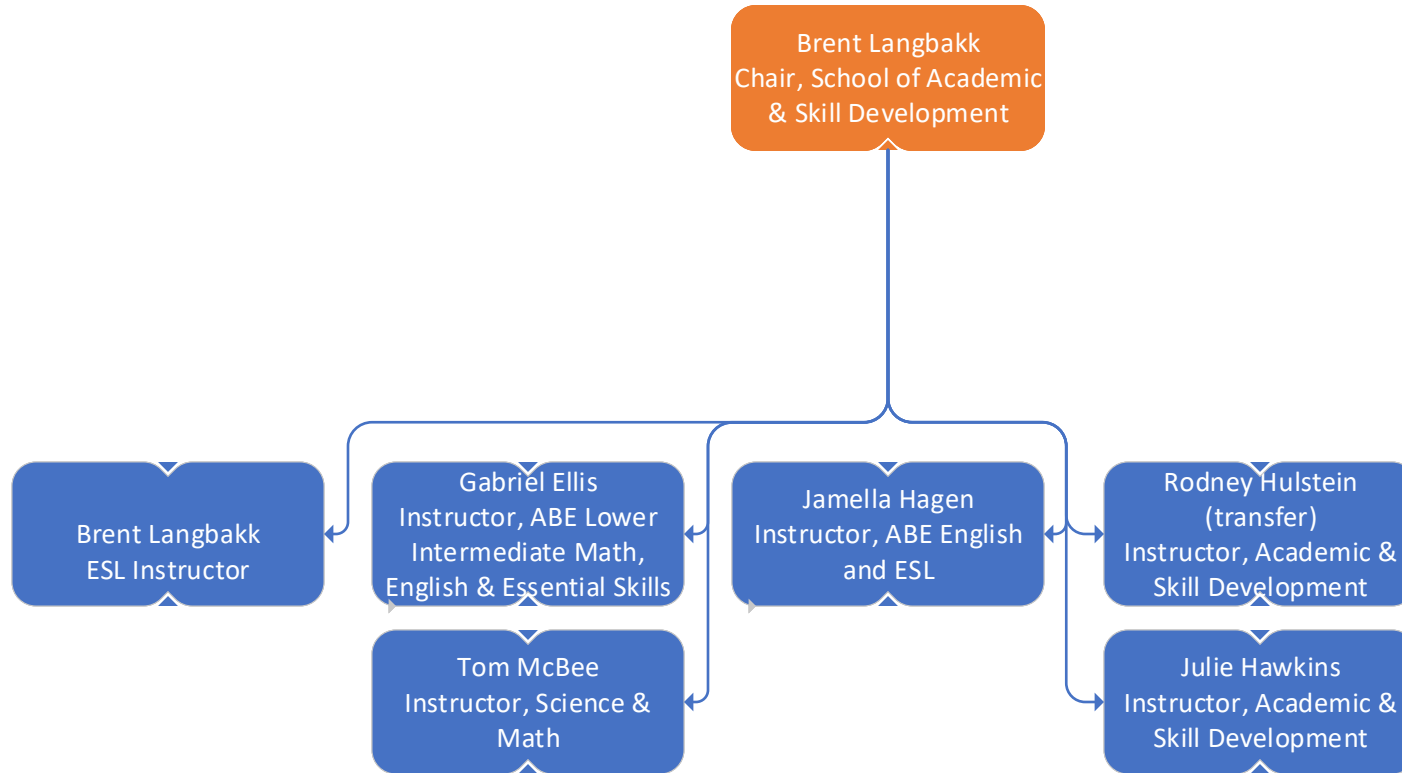 Brent Langbakk
Chair, School of Academic
& Skill Development
Brent Langbakk
ESL Instructor
Gabriel Ellis
Instructor, ABE Lower
Intermediate Math,
English & Essential Skills
Jamella Hagen
Instructor, ABE English
and ESL
Rodney Hulstein
(transfer)
Instructor, Academic &
Skill Development
Tom McBee
Instructor, Science &
Math
Julie Hawkins
Instructor, Academic &
Skill Development